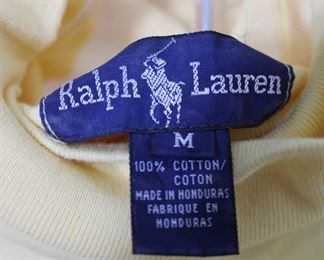 Ralph Lauren
M
100% COTTON/
COTON
MADE IN HONDURAS
FABRIQUE EN
HONDURAS